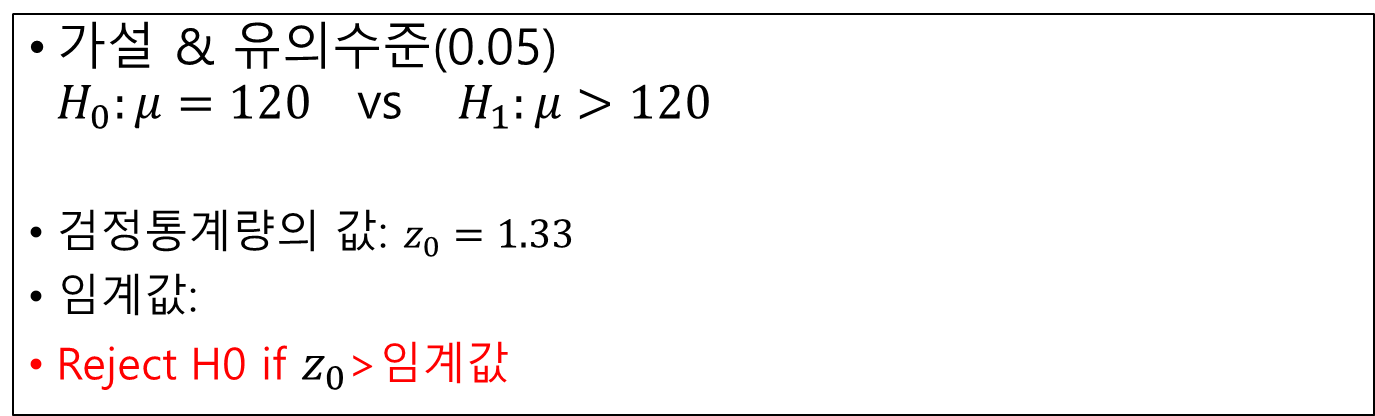 • 가설 & 유의수준(0.05)
H₀: μ = 120 vs H₁: μ > 120
• 검정통계량의 값: z₀ = 1.33
• 임계값:
• Reject H0 if z₀ > 임계값